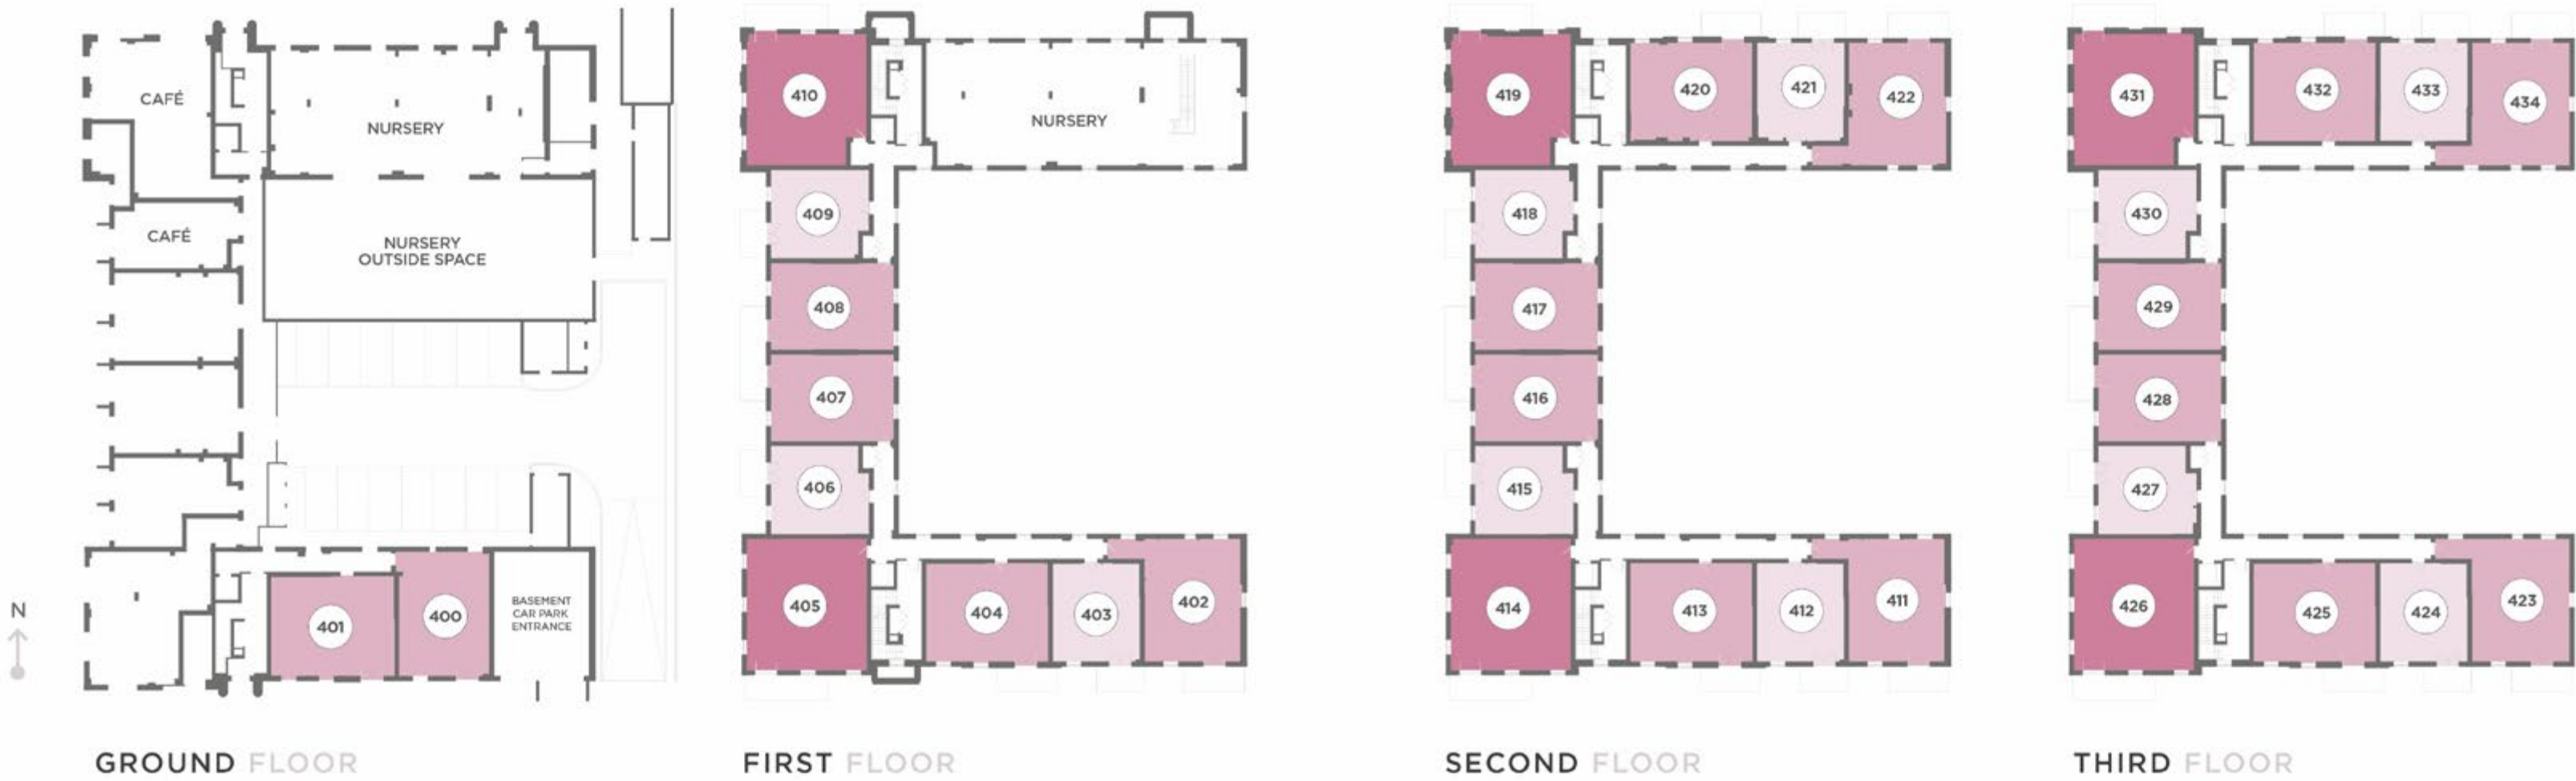 CAFÉ
NURSERY
CAFÉ
NURSERY
OUTSIDE SPACE
401
400
BASEMENT
CAR PARK
ENTRANCE
N
GROUND FLOOR
410
NURSERY
409
408
407
406
405
404
403
402
FIRST FLOOR
419
420
421
422
418
417
416
415
414
413
412
411
SECOND FLOOR
431
432
433
434
430
429
428
427
426
425
424
423
THIRD FLOOR